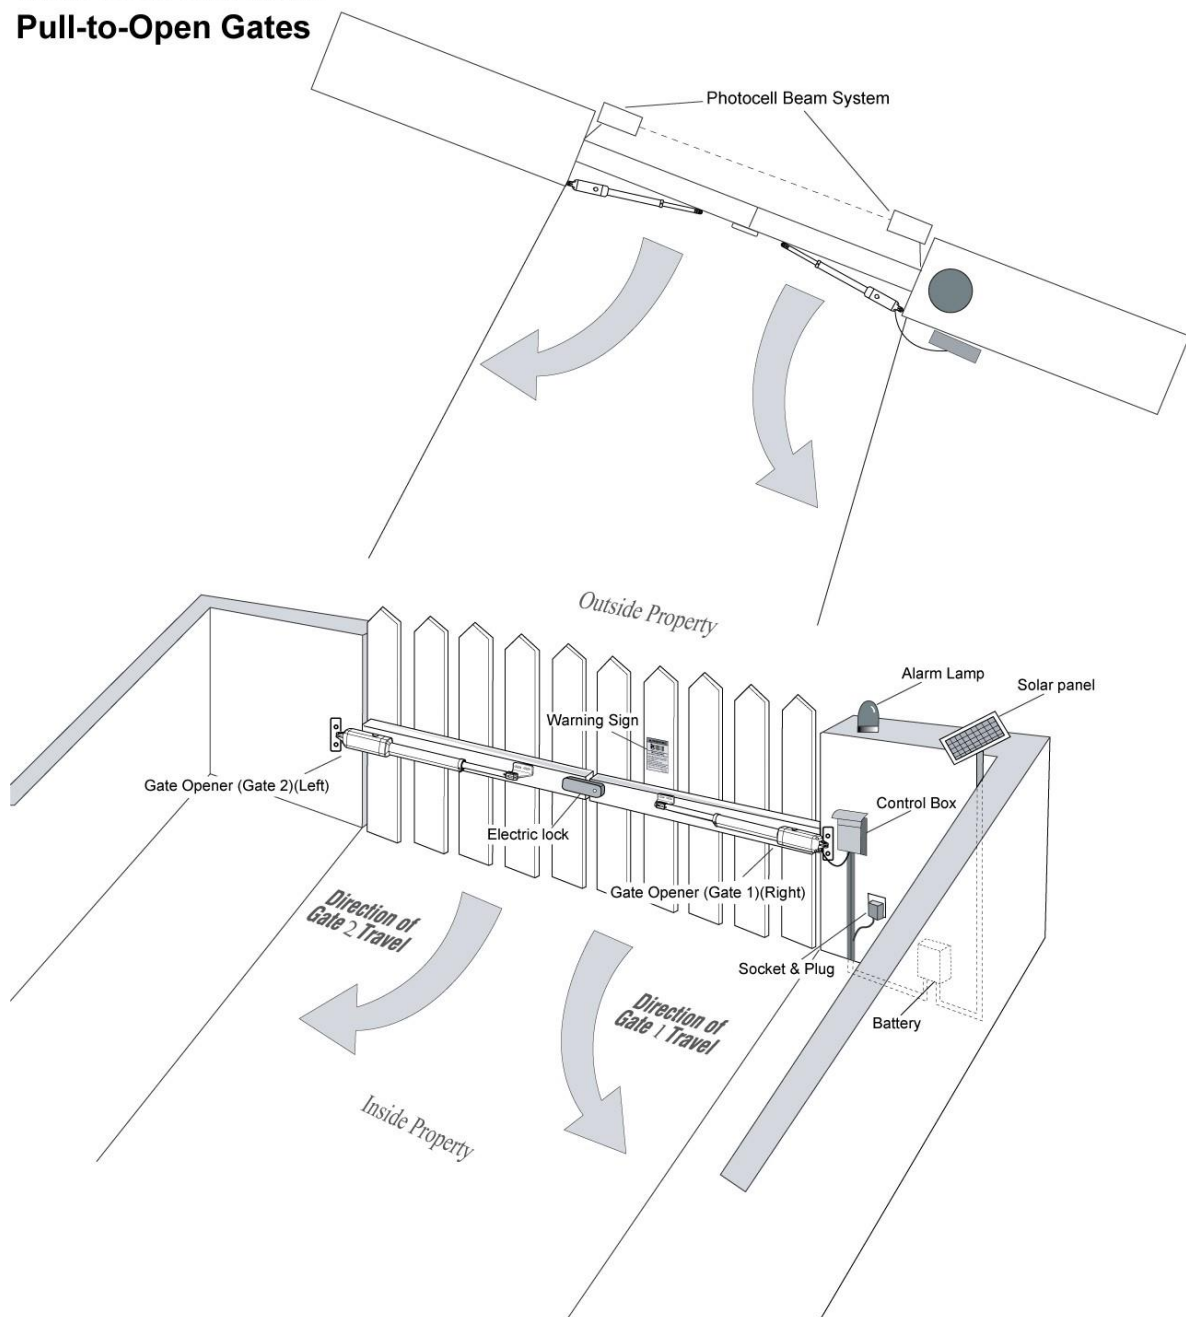 Pull-to-Open Gates
Photocell Beam System
Outside Property
Alarm Lamp
Solar panel
Warning Sign
Gate Opener (Gate 2)(Left)
Control Box
Electric lock
Gate Opener (Gate 1)(Right)
Direction of
Gate 2 Travel
Socket & Plug
Direction of
Gate 1 Travel
Battery
Inside Property